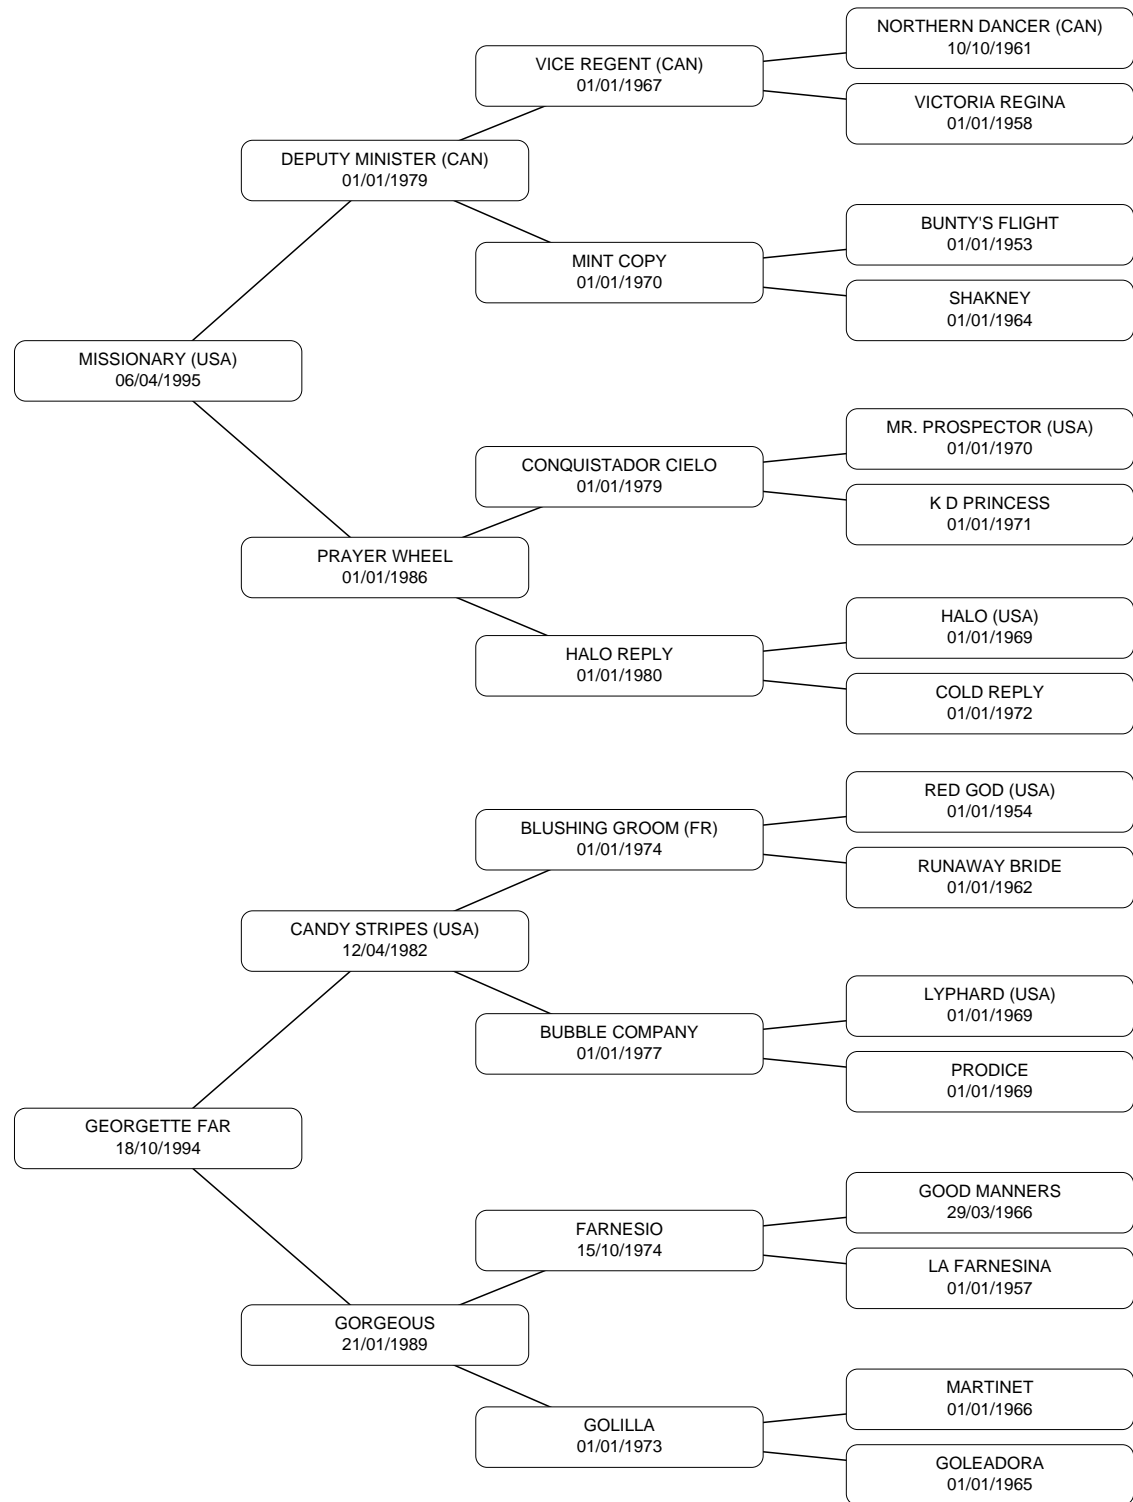 NORTHERN DANCER (CAN)
10/10/1961
VICE REGENT (CAN)
01/01/1967
VICTORIA REGINA
01/01/1958
DEPUTY MINISTER (CAN)
01/01/1979
BUNTY'S FLIGHT
01/01/1953
MINT COPY
01/01/1970
SHAKNEY
01/01/1964
MISSIONARY (USA)
06/04/1995
MR. PROSPECTOR (USA)
01/01/1970
CONQUISTADOR CIELO
01/01/1979
K D PRINCESS
01/01/1971
PRAYER WHEEL
01/01/1986
HALO (USA)
01/01/1969
HALO REPLY
01/01/1980
COLD REPLY
01/01/1972
RED GOD (USA)
01/01/1954
BLUSHING GROOM (FR)
01/01/1974
RUNAWAY BRIDE
01/01/1962
CANDY STRIPES (USA)
12/04/1982
LYPHARD (USA)
01/01/1969
BUBBLE COMPANY
01/01/1977
PRODICE
01/01/1969
GEORGETTE FAR
18/10/1994
GOOD MANNERS
29/03/1966
FARNESIO
15/10/1974
LA FARNESINA
01/01/1957
GORGEOUS
21/01/1989
MARTINET
01/01/1966
GOLILLA
01/01/1973
GOLEADORA
01/01/1965